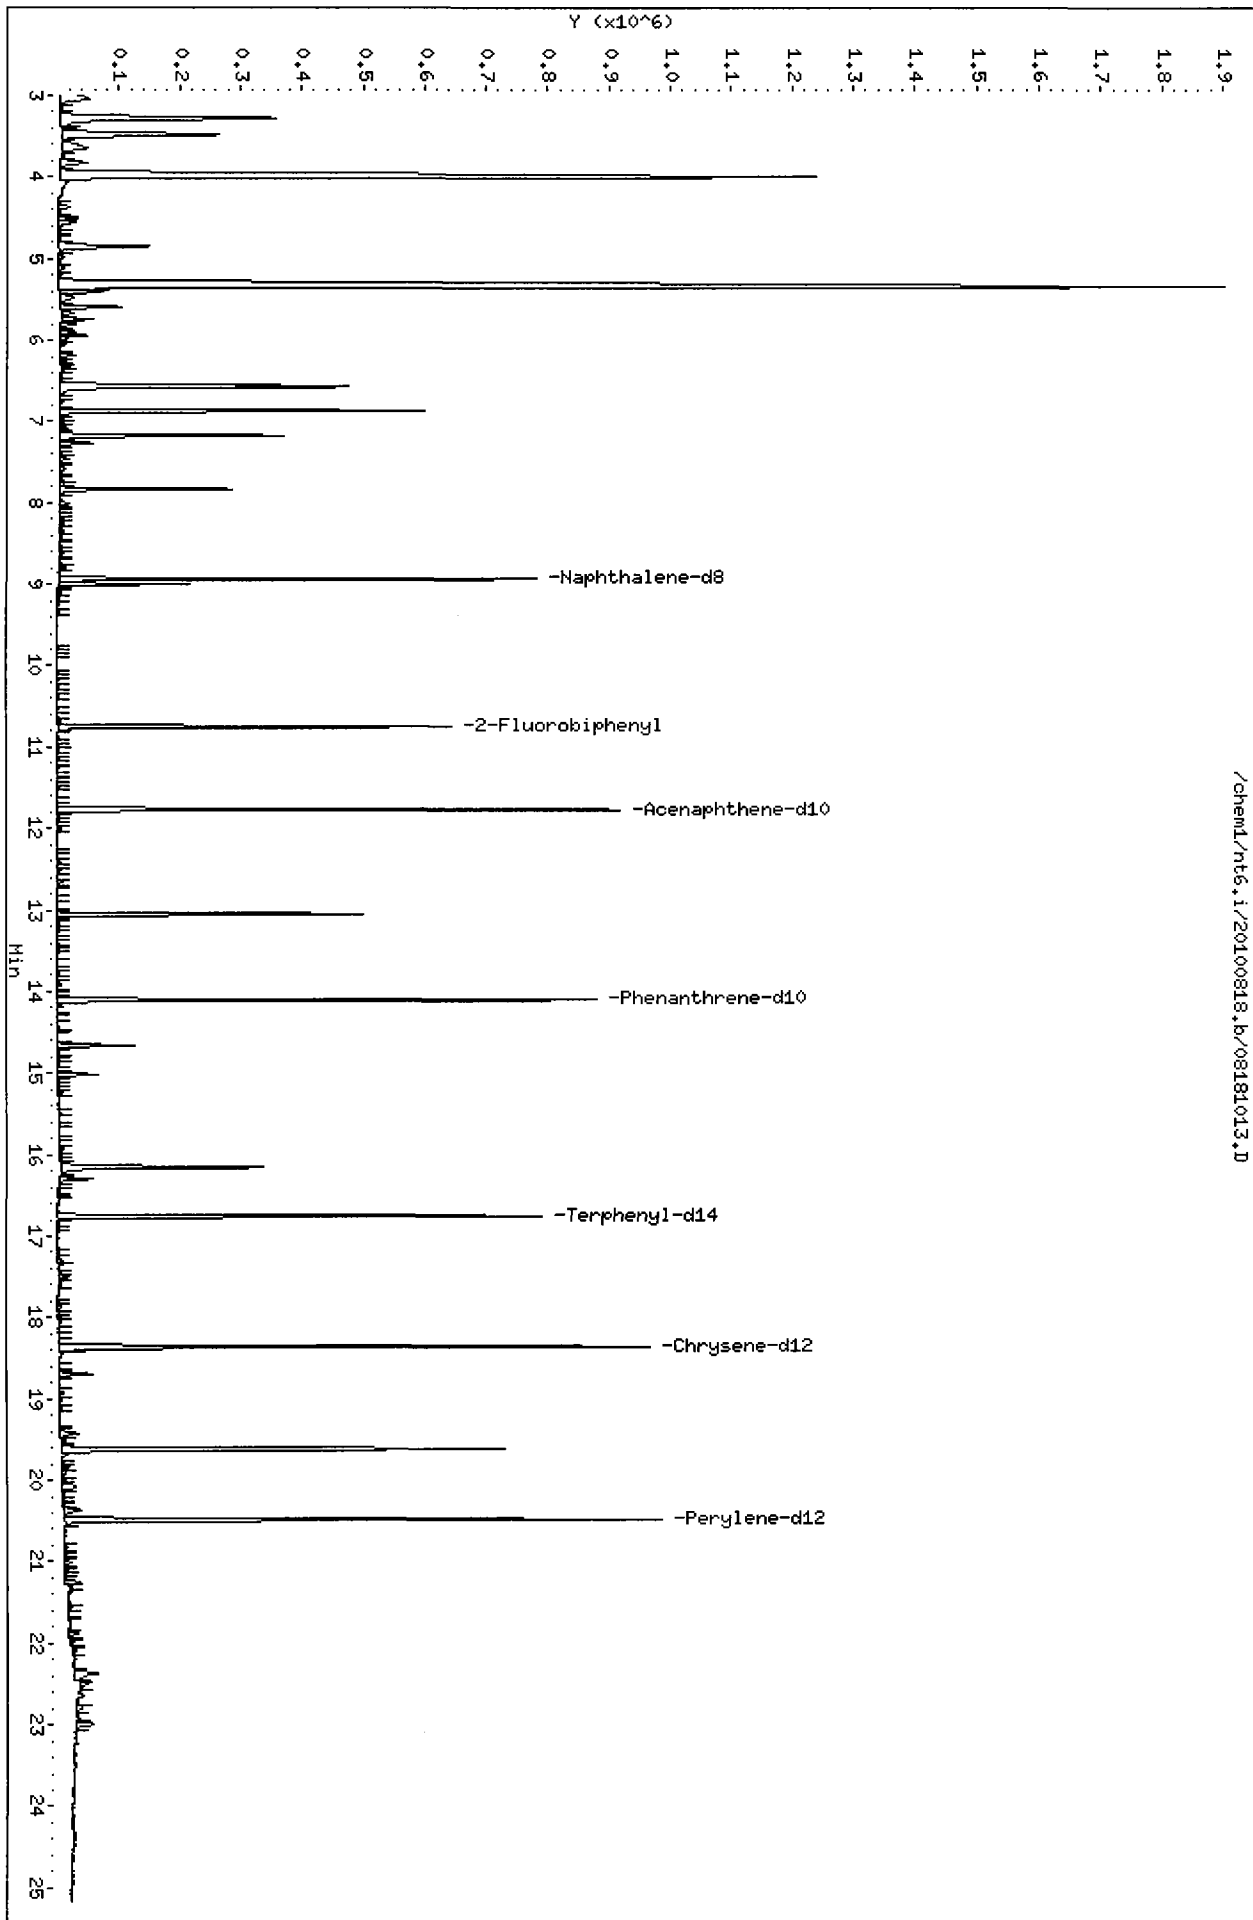 /chem1/nt6.i/20100818.b/08181013.D
Y (x10^6)
1.9
1.8
1.7
1.6
1.5
1.4
1.3
1.2
1.1
1.0
0.9
0.8
0.7
0.6
0.5
0.4
0.3
0.2
0.1
-Naphthalene-d8
-2-Fluorobiphenyl
-Acenaphthene-d10
-Phenanthrene-d10
-Terphenyl-d14
-Chrysene-d12
-Perylene-d12
3 4 5 6 7 8 9 10 11 12 13 14 15 16 17 18 19 20 21 22 23 24 25
Min